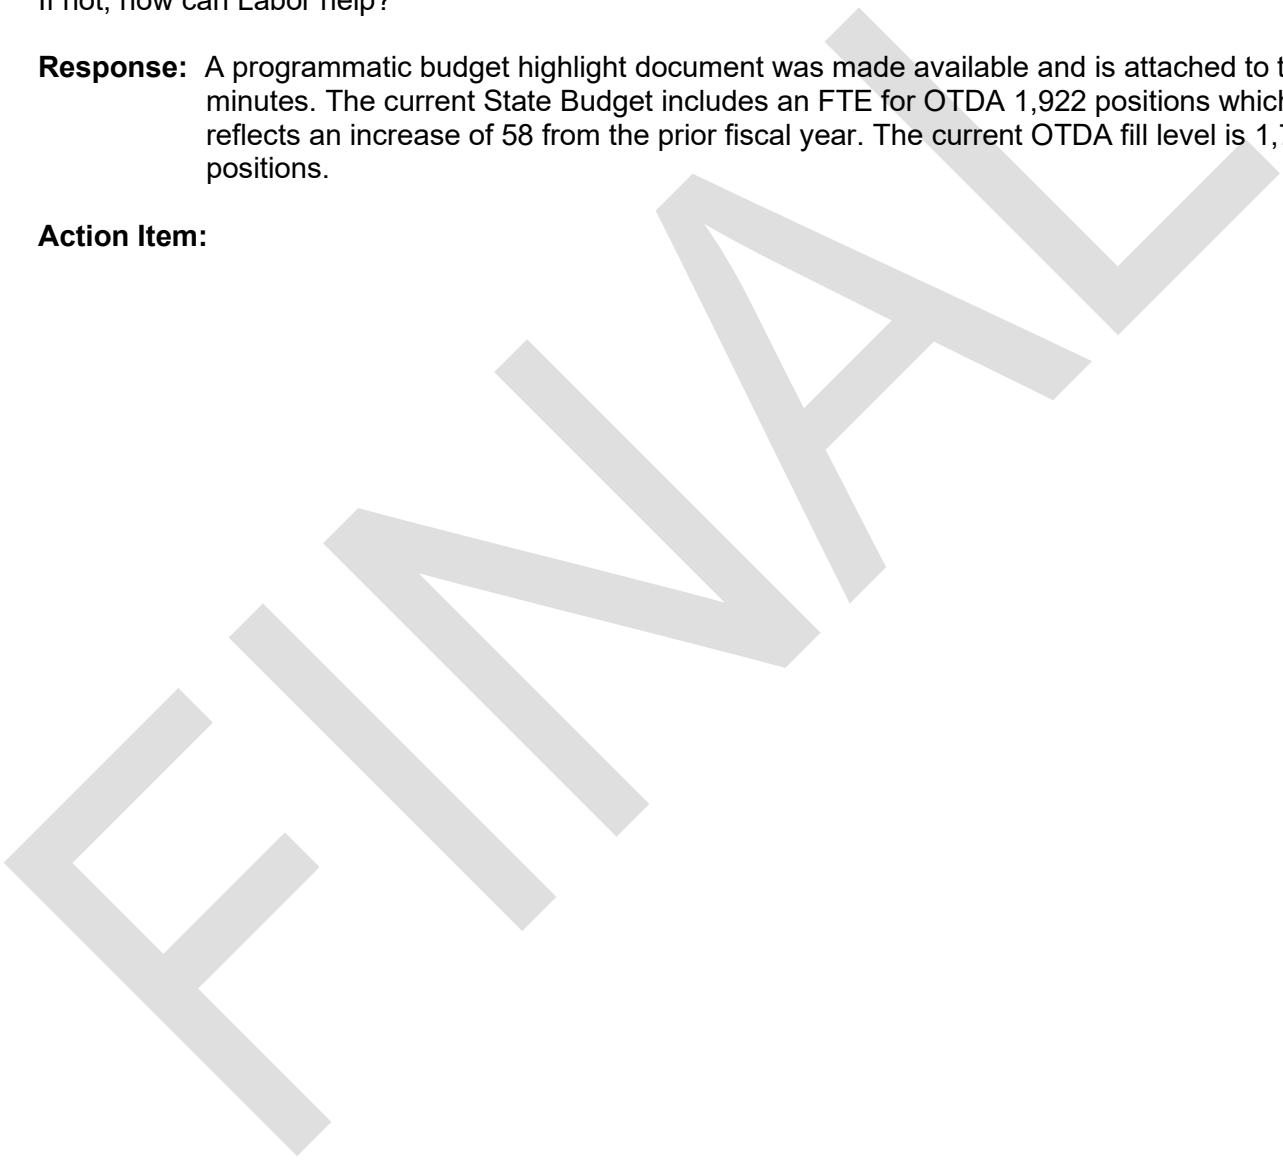 If not, how can Labor help?
Response: A programmatic budget highlight document was made available and is attached to
minutes. The current State Budget includes an FTE for OTDA 1,922 positions which
reflects an increase of 58 from the prior fiscal year. The current OTDA fill level is 1,
positions.
Action Item:
FINAL